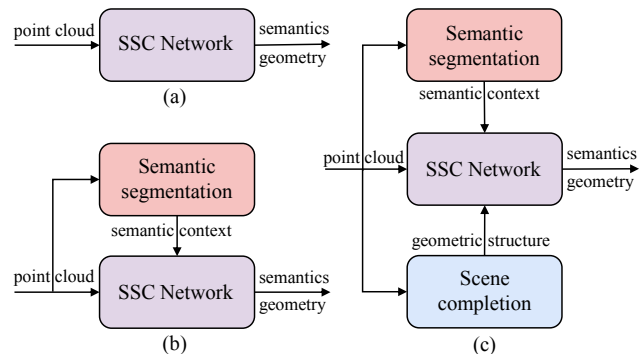 point cloud
SSC Network
semantics
geometry
(a)
Semantic
segmentation
semantic context
point cloud
SSC Network
semantics
geometry
(b)
Semantic
segmentation
semantic context
point cloud
SSC Network
semantics
geometry
geometric structure
Scene
completion
(c)